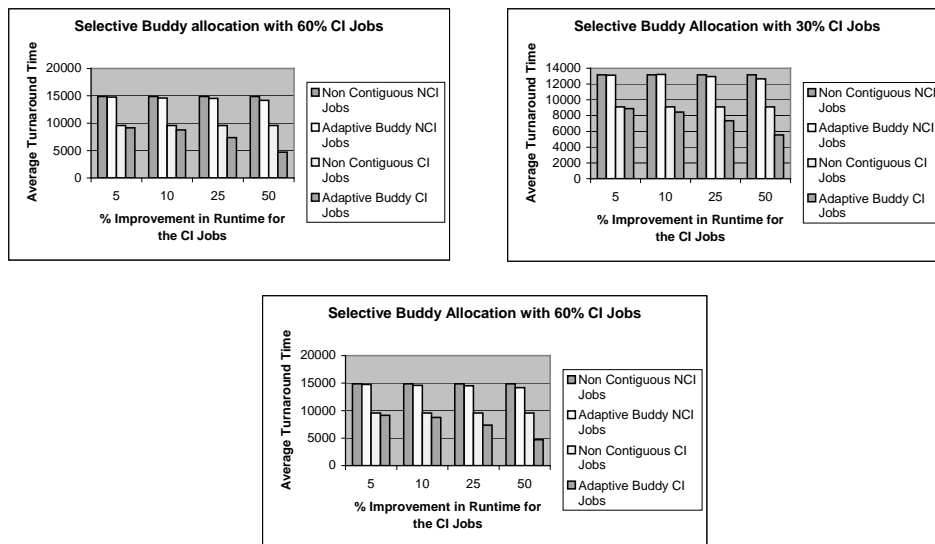 Selective Buddy allocation with 60% CI Jobs
Average Turnaround Time
20000
15000
10000
5000
0
5 10 25 50
% Improvement in Runtime for
the CI Jobs
Non Contiguous NCI
Jobs
Adaptive Buddy NCI
Jobs
Non Contiguous CI
Jobs
Adaptive Buddy CI
Jobs
Selective Buddy Allocation with 30% CI Jobs
Average Turnaround Time
14000
12000
10000
8000
6000
4000
2000
0
5 10 25 50
% Improvement in Runtime for
the CI Jobs
Non Contiguous NCI
Jobs
Adaptive Buddy NCI
Jobs
Non Contiguous CI
Jobs
Adaptive Buddy CI
Jobs
Selective Buddy Allocation with 60% CI Jobs
Average Turnaround Time
20000
15000
10000
5000
0
5 10 25 50
% Improvement in Runtime for
the CI Jobs
Non Contiguous NCI
Jobs
Adaptive Buddy NCI
Jobs
Non Contiguous CI
Jobs
Adaptive Buddy CI
Jobs